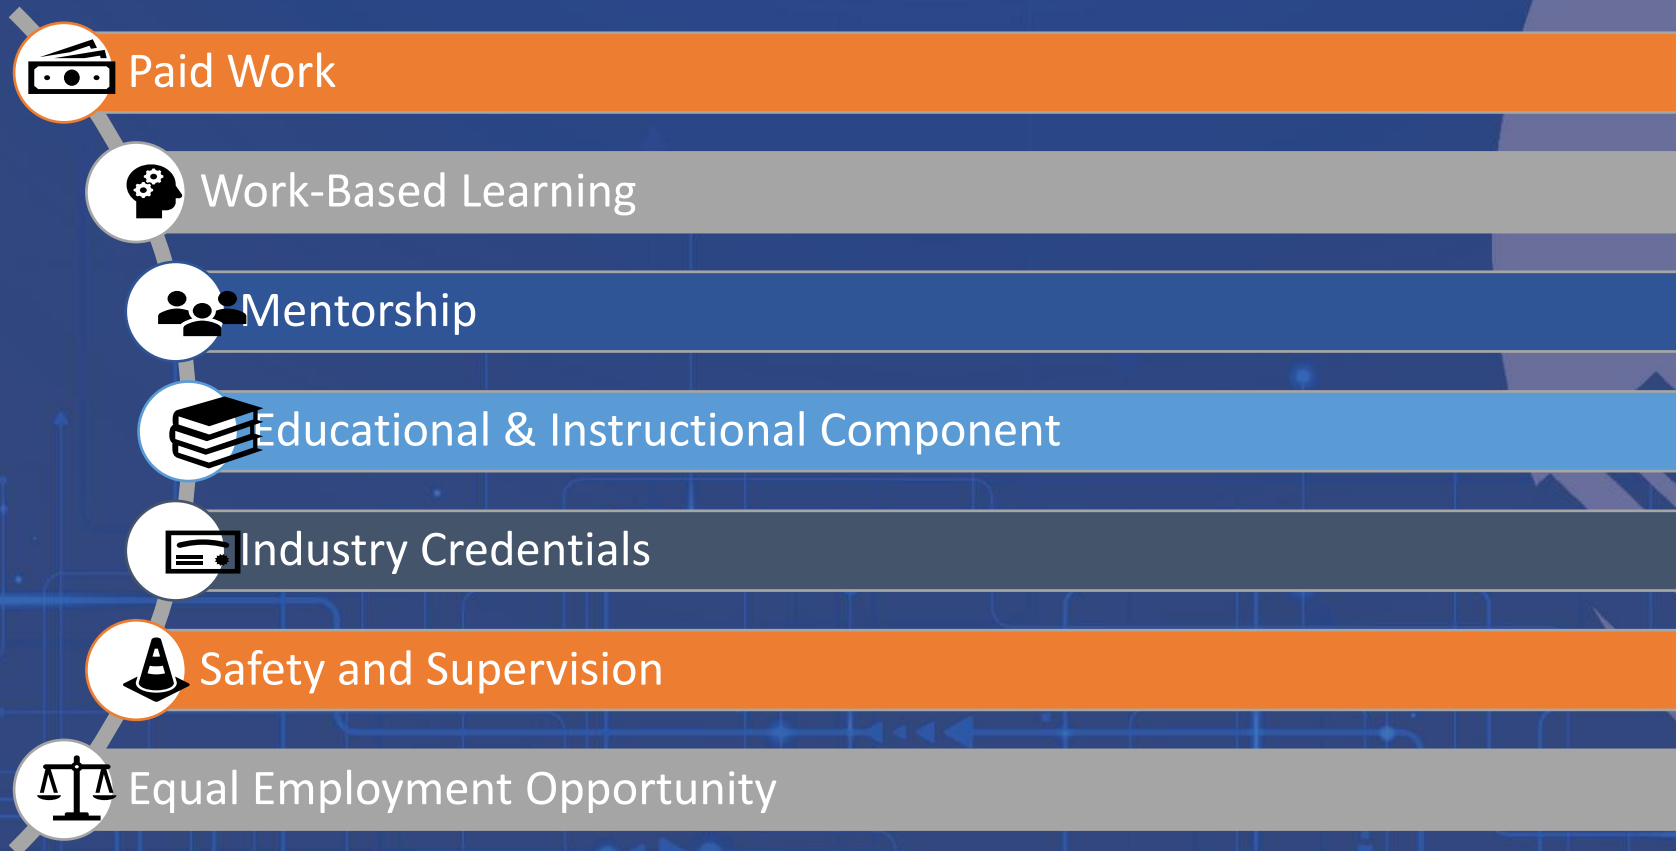 Paid Work
Work-Based Learning
Mentorship
Educational & Instructional Component
Industry Credentials
Safety and Supervision
Equal Employment Opportunity